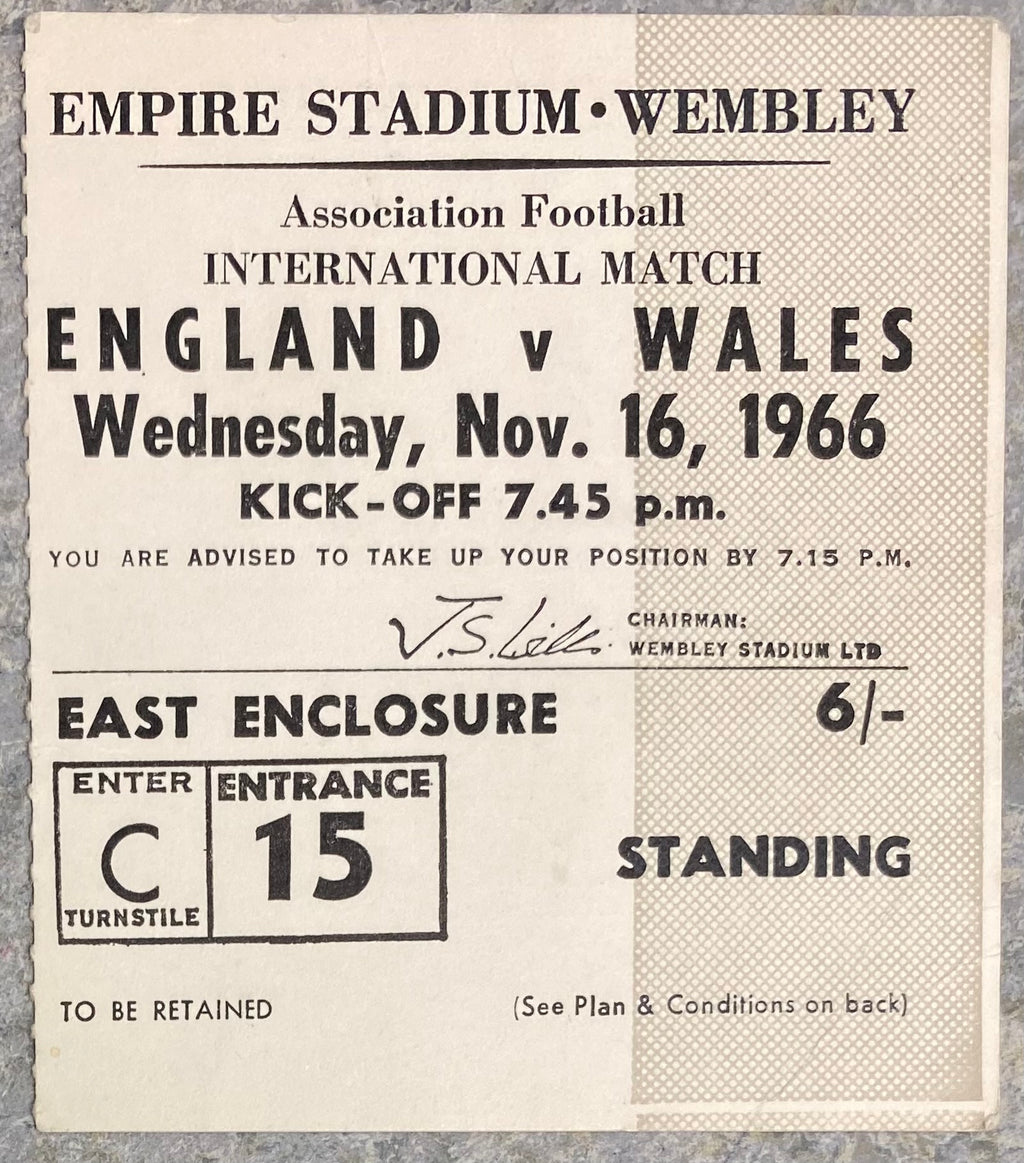 EMPIRE STADIUM • WEMBLEY
Association Football
INTERNATIONAL MATCH
ENGLAND v WALES
Wednesday, Nov. 16, 1966
KICK-OFF 7.45 p.m.
YOU ARE ADVISED TO TAKE UP YOUR POSITION BY 7.15 P.M.
J.S.
CHAIRMAN:
WEMBLEY STADIUM LTD
EAST ENCLOSURE 6/-
ENTER
C
TURNSTILE
ENTRANCE
15
STANDING
TO BE RETAINED (See Plan & Conditions on back)